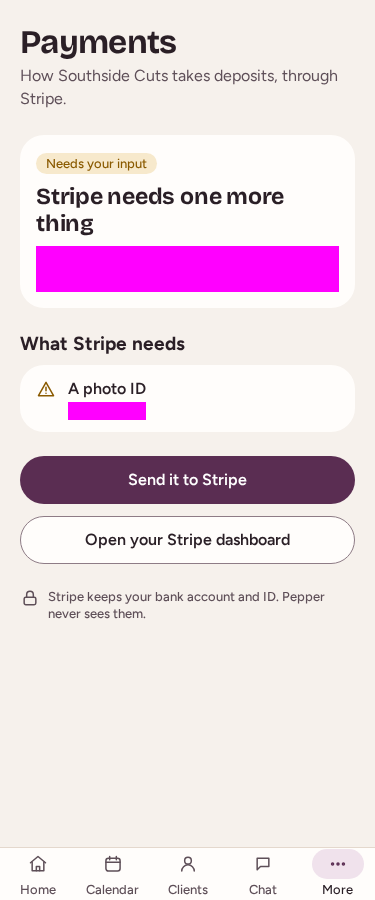 Payments
How Southside Cuts takes deposits, through
Stripe.
Needs your input
Stripe needs one more
thing
What Stripe needs
A photo ID
Send it to Stripe
Open your Stripe dashboard
Stripe keeps your bank account and ID. Pepper
never sees them.
Home
Calendar
Clients
Chat
More